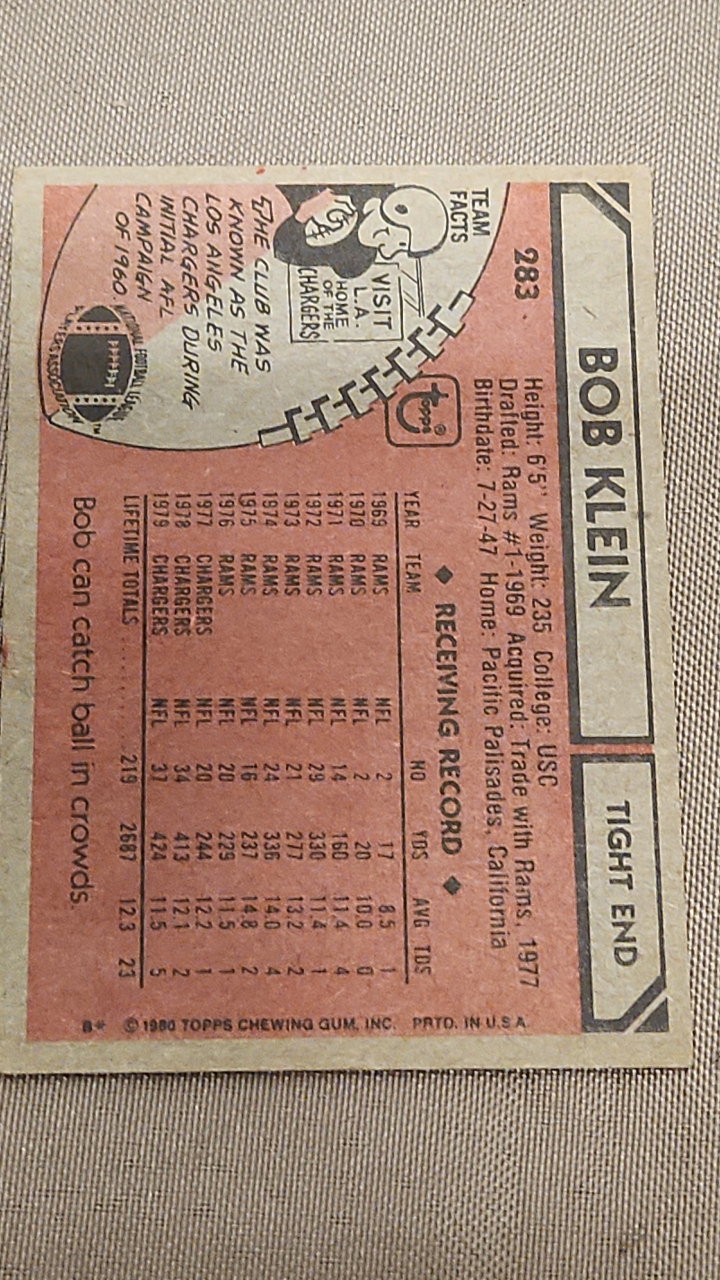 BOB KLEIN
TIGHT END
283
Height: 6'5" Weight: 235 College: USC
Drafted: Rams #1-1969 Acquired: Trade with Rams, 1977
Birthdate: 7-27-47 Home: Pacific Palisades, California
TEAM
FACTS
VISIT
L.A.
HOME
OF THE
CHARGERS
THE CLUB WAS
KNOWN AS THE
LOS ANGELES
CHARGERS DURING
INITIAL AFL
CAMPAIGN
OF 1960.
NATIONAL FOOTBALL LEAGUE
PLAYERS ASSOCIATION
TM
topps®
◆ RECEIVING RECORD ◆
YEAR TEAM NO YDS AVG TDS
1969 RAMS NFL 2 17 8.5 1
1970 RAMS NFL 2 20 10.0 0
1971 RAMS NFL 14 160 11.4 4
1972 RAMS NFL 29 330 11.4 1
1973 RAMS NFL 21 277 13.2 2
1974 RAMS NFL 24 336 14.0 4
1975 RAMS NFL 16 237 14.8 2
1976 RAMS NFL 20 229 11.5 1
1977 CHARGERS NFL 20 244 12.2 1
1978 CHARGERS NFL 34 413 12.1 2
1979 CHARGERS NFL 37 424 11.5 5
LIFETIME TOTALS ........ 219 2687 12.3 23
Bob can catch ball in crowds.
B* © 1980 TOPPS CHEWING GUM, INC. PRTD. IN U.S.A.